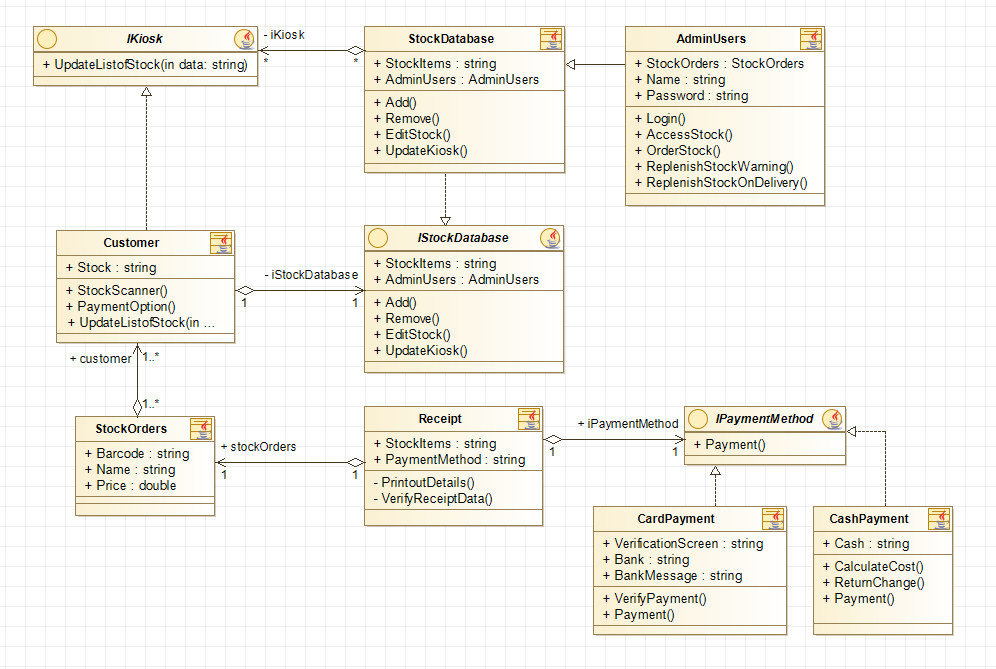 IKiosk
+ UpdateListofStock(in data: string)
- iKiosk
*
*
StockDatabase
+ StockItems : string
+ AdminUsers : AdminUsers
+ Add()
+ Remove()
+ EditStock()
+ UpdateKiosk()
AdminUsers
+ StockOrders : StockOrders
+ Name : string
+ Password : string
+ Login()
+ AccessStock()
+ OrderStock()
+ ReplenishStockWarning()
+ ReplenishStockOnDelivery()
Customer
+ Stock : string
+ StockScanner()
+ PaymentOption()
+ UpdateListofStock(in ...
- iStockDatabase
1
1
IStockDatabase
+ StockItems : string
+ AdminUsers : AdminUsers
+ Add()
+ Remove()
+ EditStock()
+ UpdateKiosk()
+ customer
1..*
1..*
StockOrders
+ Barcode : string
+ Name : string
+ Price : double
+ stockOrders
1
1
Receipt
+ StockItems : string
+ PaymentMethod : string
- PrintoutDetails()
- VerifyReceiptData()
+ iPaymentMethod
1
1
IPaymentMethod
+ Payment()
CardPayment
+ VerificationScreen : string
+ Bank : string
+ BankMessage : string
+ VerifyPayment()
+ Payment()
CashPayment
+ Cash : string
+ CalculateCost()
+ ReturnChange()
+ Payment()